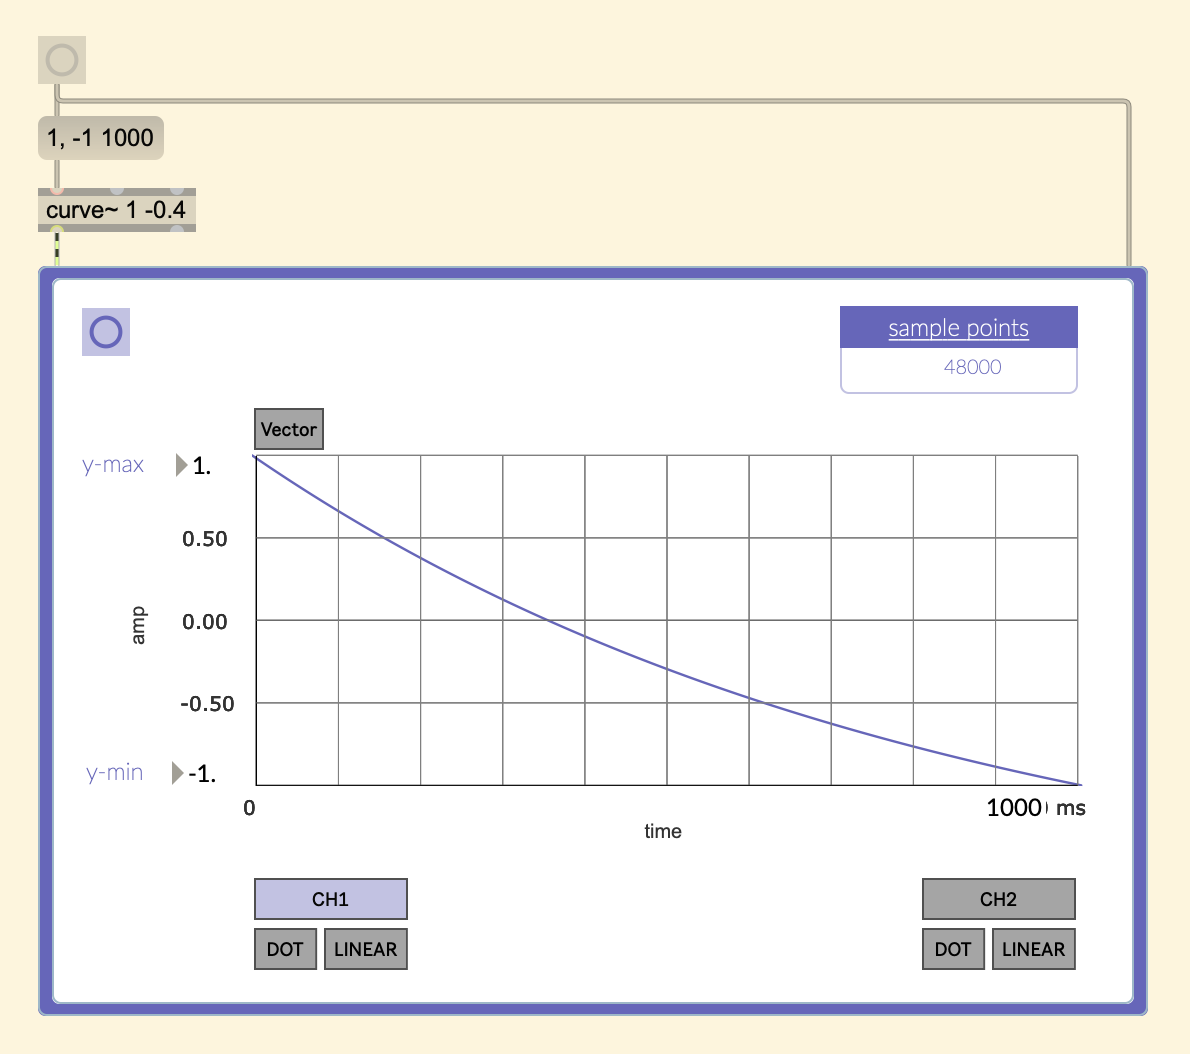 1, -1 1000
curve~ 1 -0.4
sample points
48000
Vector
y-max 1.
0.50
0.00
amp
-0.50
y-min -1.
0 1000 ms
time
CH1 CH2
DOT LINEAR DOT LINEAR